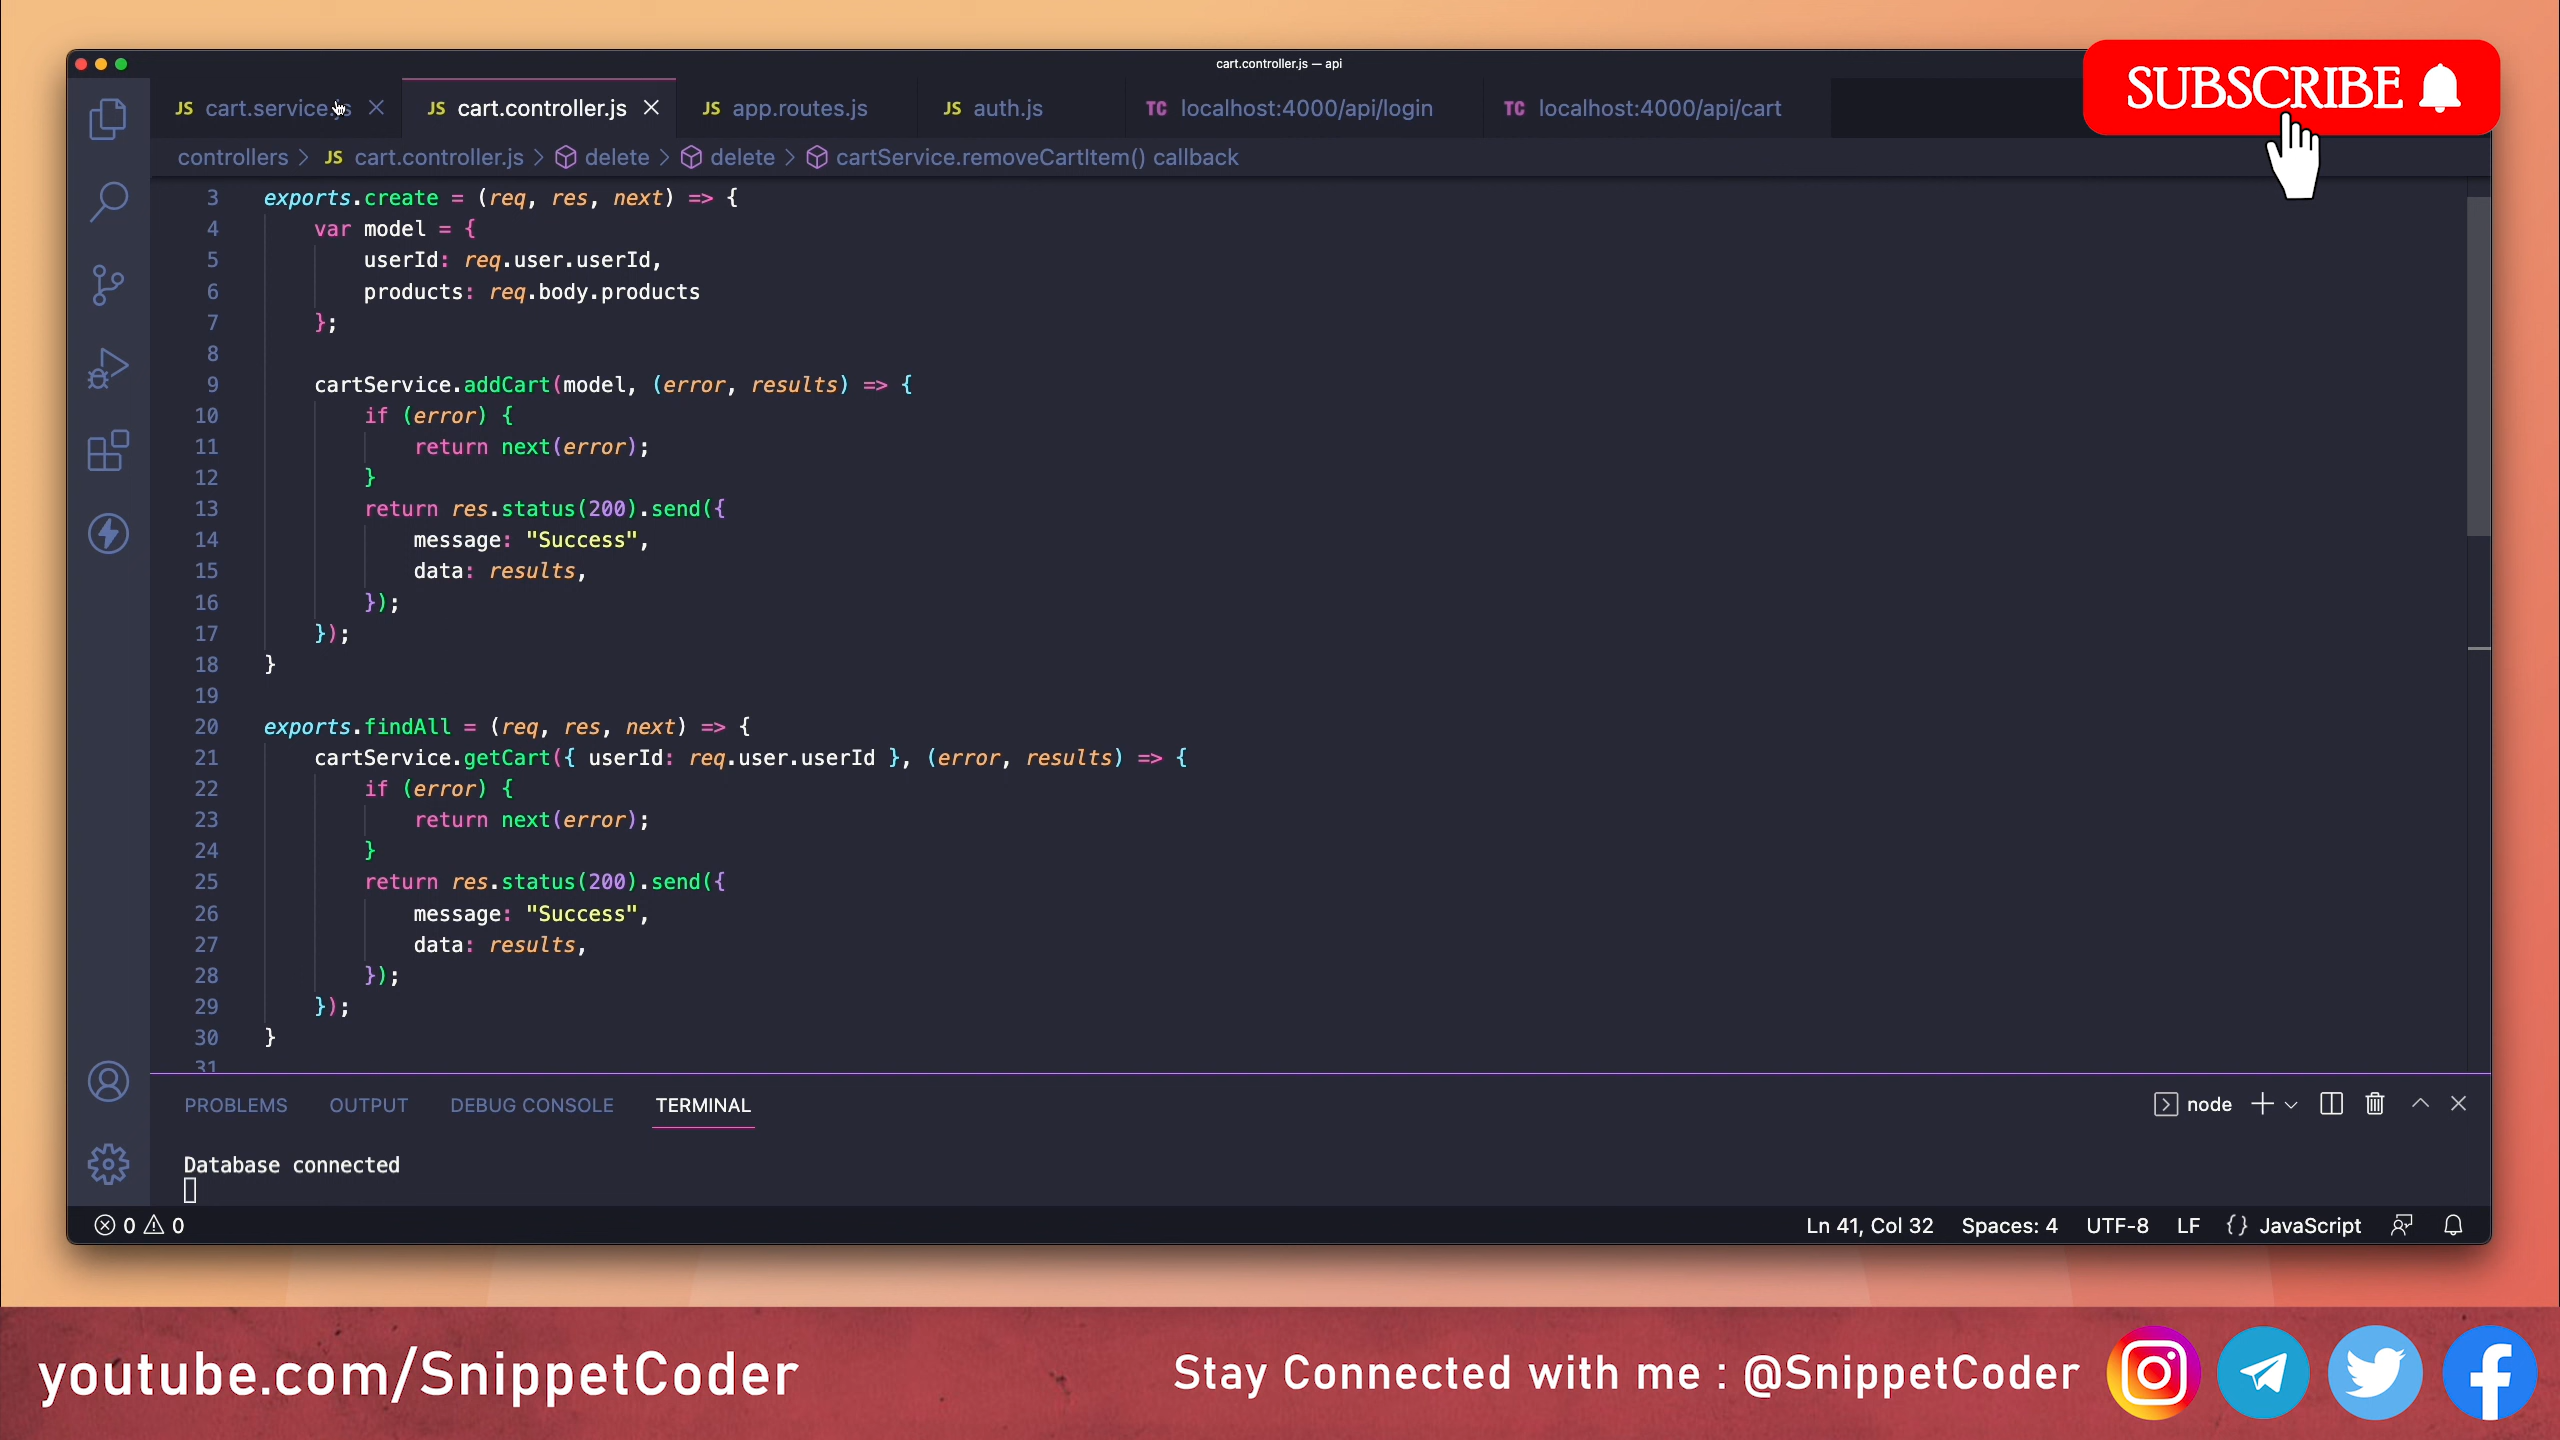 cart.controller.js — api
SUBSCRIBE
JS cart.service.js JS cart.controller.js JS app.routes.js JS auth.js TC localhost:4000/api/login TC localhost:4000/api/cart
controllers > JS cart.controller.js > delete > delete > cartService.removeCartItem() callback
3 exports.create = (req, res, next) => {
4 var model = {
5 userId: req.user.userId,
6 products: req.body.products
7 };
8
9 cartService.addCart(model, (error, results) => {
10 if (error) {
11 return next(error);
12 }
13 return res.status(200).send({
14 message: "Success",
15 data: results,
16 });
17 });
18 }
19
20 exports.findAll = (req, res, next) => {
21 cartService.getCart({ userId: req.user.userId }, (error, results) => {
22 if (error) {
23 return next(error);
24 }
25 return res.status(200).send({
26 message: "Success",
27 data: results,
28 });
29 });
30 }
31
PROBLEMS OUTPUT DEBUG CONSOLE TERMINAL node
Database connected
0 0 Ln 41, Col 32 Spaces: 4 UTF-8 LF {} JavaScript
youtube.com/SnippetCoder Stay Connected with me : @SnippetCoder